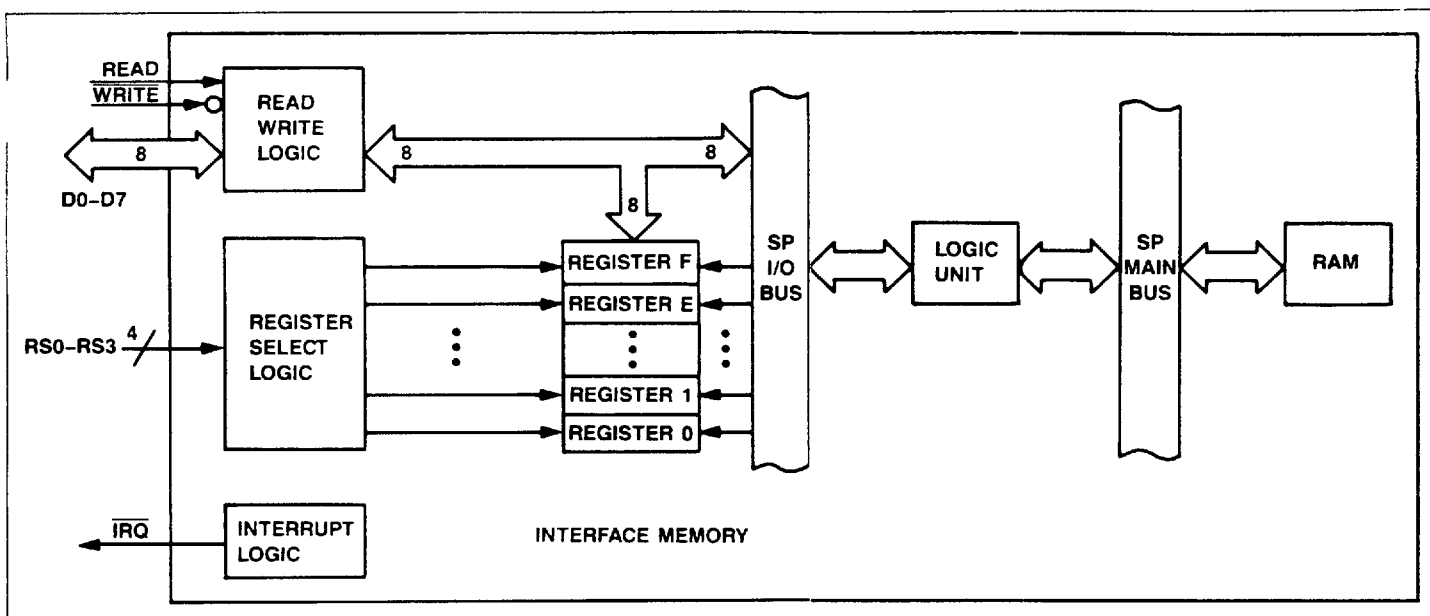 READ
WRITE
READ
WRITE
LOGIC
8
8
8
8
D0–D7
REGISTER
SELECT
LOGIC
RS0–RS3
4
REGISTER F
REGISTER E
REGISTER 1
REGISTER 0
SP
I/O
BUS
LOGIC
UNIT
SP
MAIN
BUS
RAM
IRQ
INTERRUPT
LOGIC
INTERFACE MEMORY